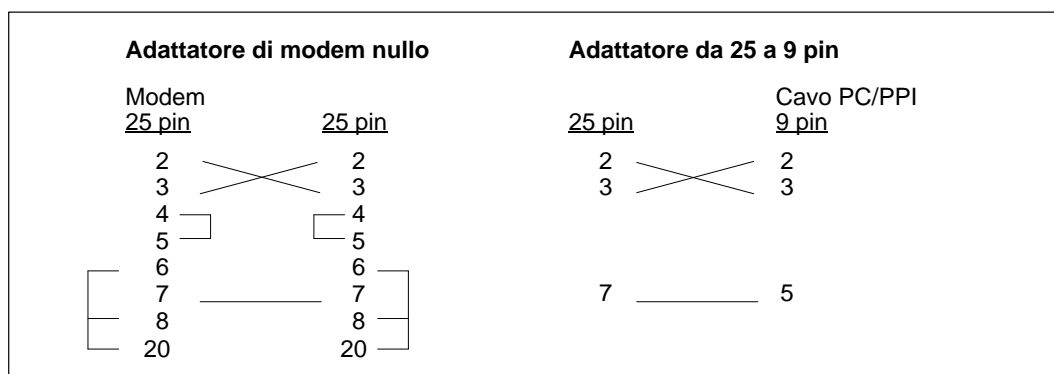 Adattatore di modem nullo
Modem
25 pin 25 pin
2 2
3 3
4 4
5 5
6 6
7 7
8 8
20 20
Adattatore da 25 a 9 pin
Cavo PC/PPI
25 pin 9 pin
2 2
3 3
7 5